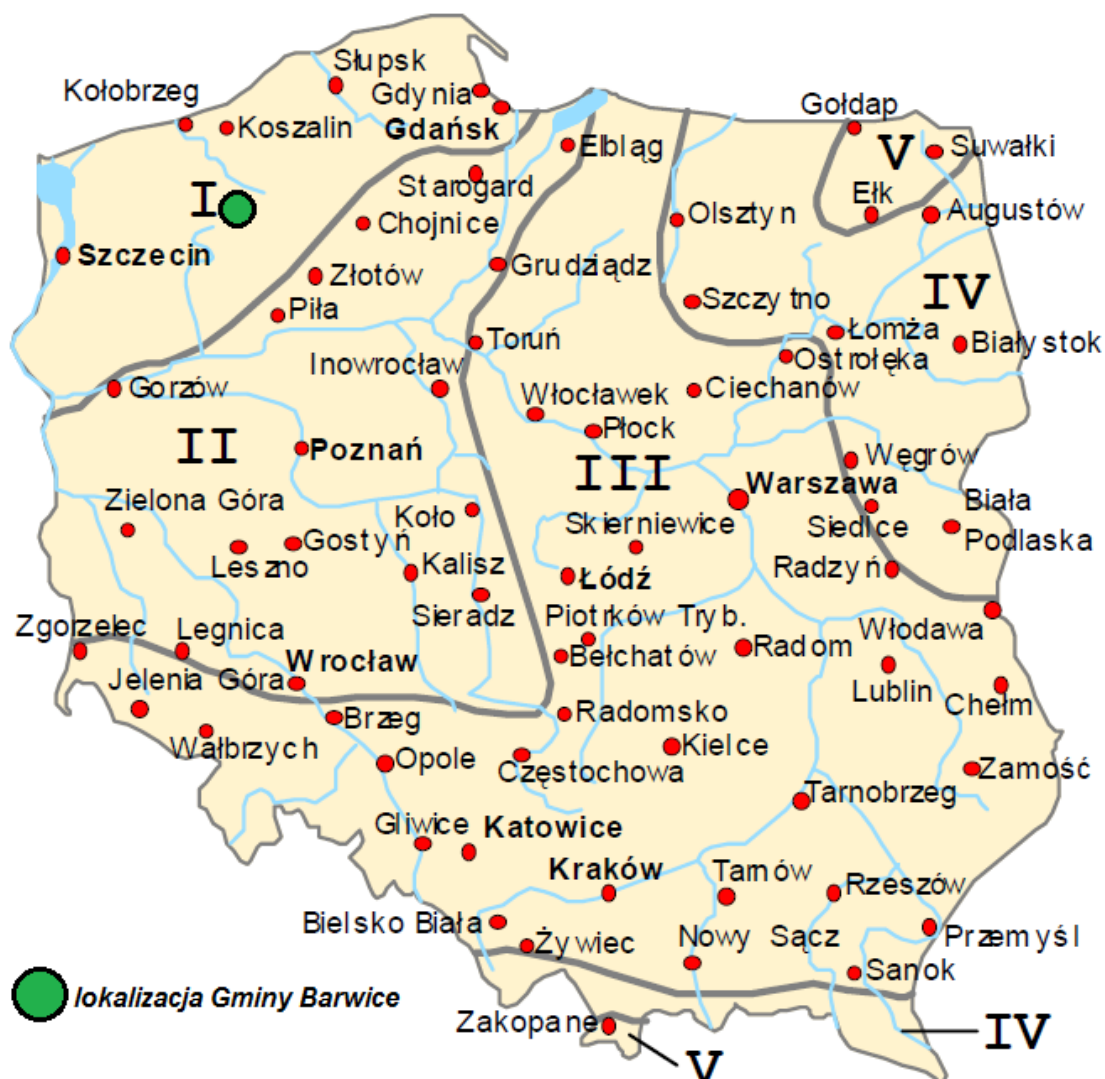 Słupsk
Kołobrzeg
Gdynia
Gołdap
Koszalin
Gdańsk
Elbląg
V
Suwałki
I
Starogard
Ełk
Chojnice
Olsztyn
Augustów
Szczecin
Grudziądz
Złotów
IV
Piła
Szczytno
Toruń
Łomża
Białystok
Inowrocław
Ostrołęka
Gorzów
Włocławek
Ciechanów
Płock
II
Poznań
Węgrów
III
Warszawa
Zielona Góra
Koło
Skierniewice
Siedlce
Biała
Podlaska
Gostyń
Leszno
Kalisz
Łódź
Radzyń
Sieradz
Piotrków Tryb.
Zgorzelec
Legnica
Włodawa
Wrocław
Bełchatów
Radom
Jelenia Góra
Lublin
Chełm
Brzeg
Radomsko
Wałbrzych
Kielce
Opole
Częstochowa
Zamość
Tarnobrzeg
Gliwice
Katowice
Kraków
Tarnów
Rzeszów
Bielsko Biała
Żywiec
Nowy Sącz
Przemyśl
Sanok
lokalizacja Gminy Barwice
Zakopane
IV
V